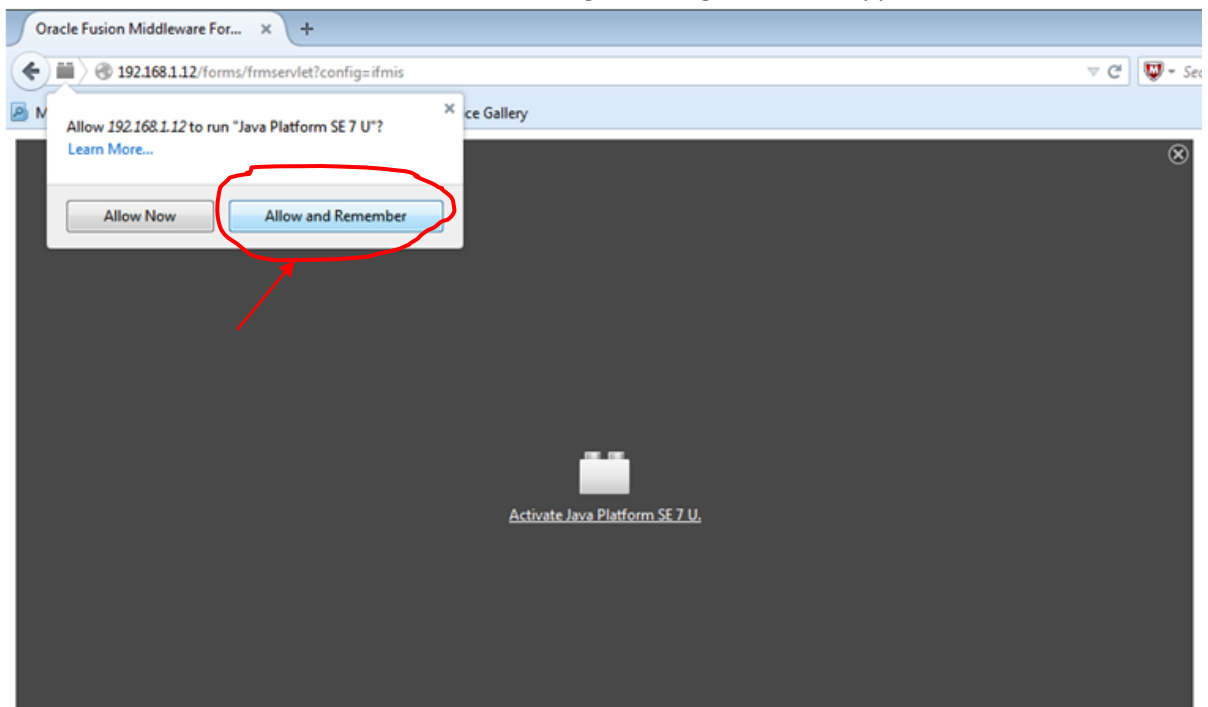 Oracle Fusion Middleware For...
192.168.1.12/forms/frmservlet?config=ifmis
M
ce Gallery
Allow 192.168.1.12 to run "Java Platform SE 7 U"?
Learn More...
Allow Now
Allow and Remember
Activate Java Platform SE 7 U.